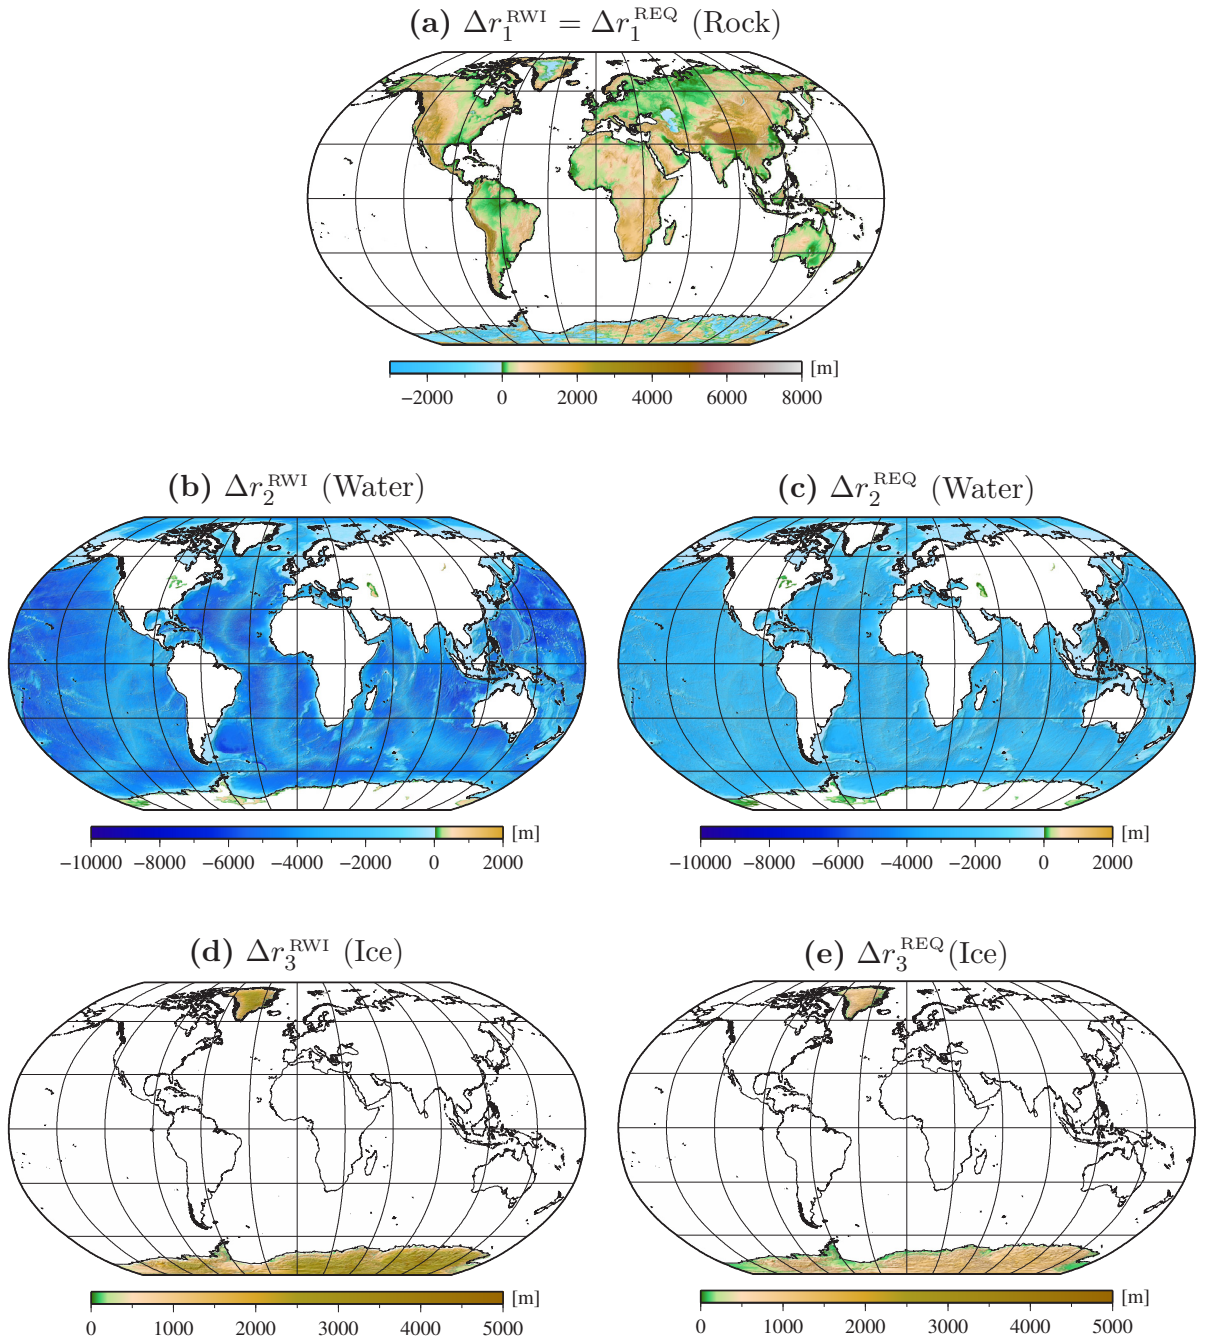 (a) Δr₁ᴿᵂᴵ = Δr₁ᴿᴱQ (Rock)
[m]
−2000 0 2000 4000 6000 8000
(b) Δr₂ᴿᵂᴵ (Water)
(c) Δr₂ᴿᴱQ (Water)
[m]
−10000 −8000 −6000 −4000 −2000 0 2000
[m]
−10000 −8000 −6000 −4000 −2000 0 2000
(d) Δr₃ᴿᵂᴵ (Ice)
(e) Δr₃ᴿᴱQ(Ice)
[m]
0 1000 2000 3000 4000 5000
[m]
0 1000 2000 3000 4000 5000